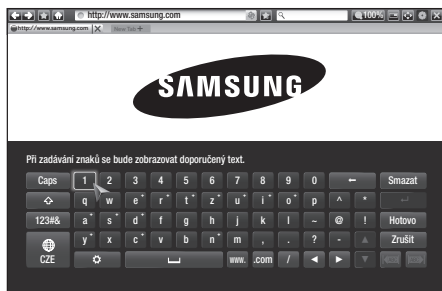 http://www.samsung.com 100%
http://www.samsung.com New Tab +
SAMSUNG
Při zadávání znaků se bude zobrazovat doporučený text.
Caps 1 2 3 4 5 6 7 8 9 0 Smazat
q w e r t z u i o p ^ *
123#& a s d f g h j k l ~ @ ! Hotovo
y x c v b n m , . ? - Zrušit
CZE www. .com /